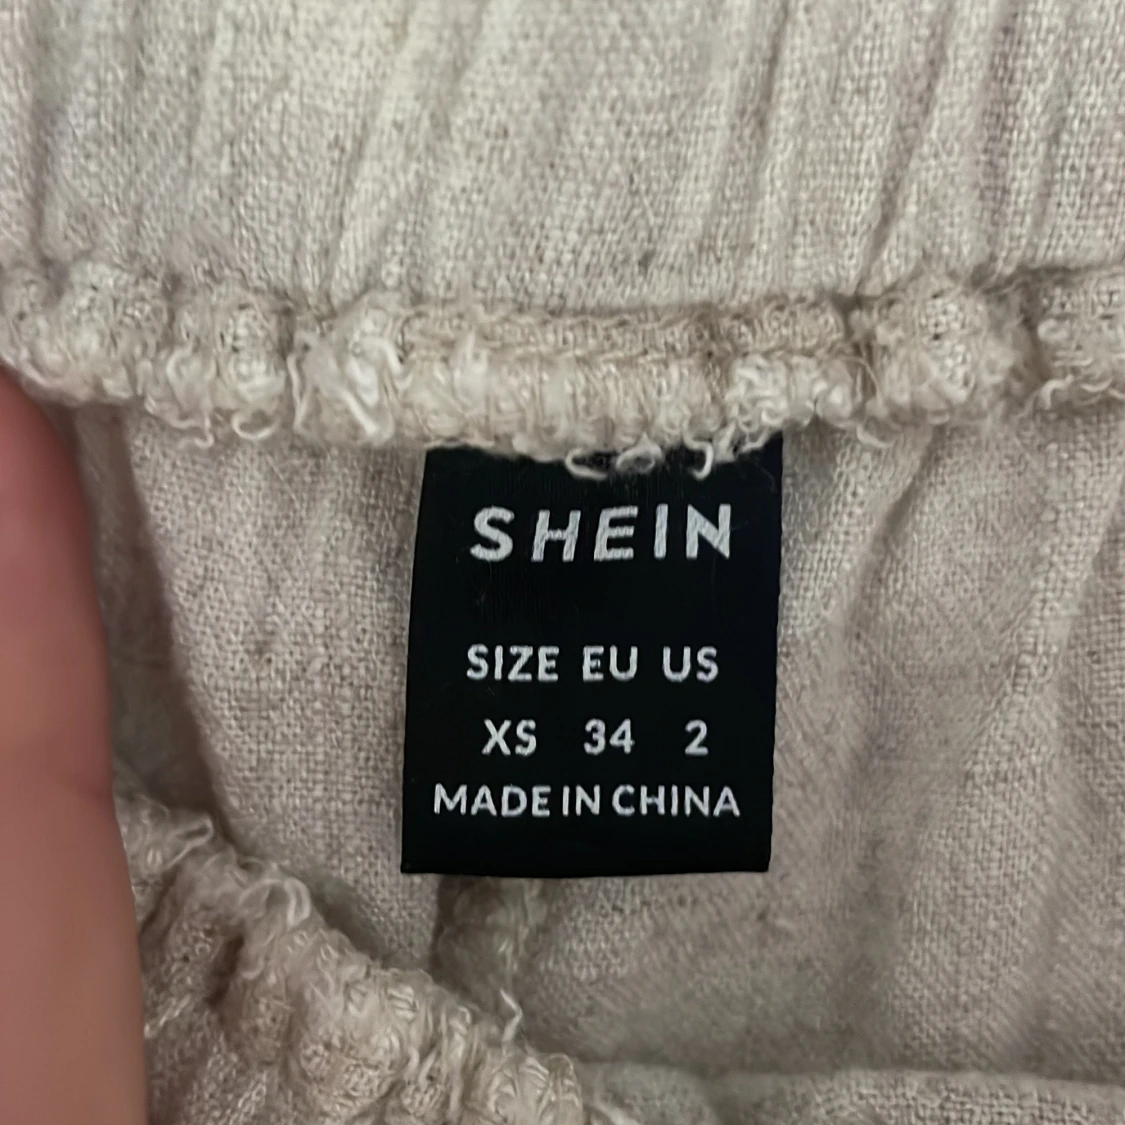 SHEIN
SIZE EU US
XS 34 2
MADE IN CHINA